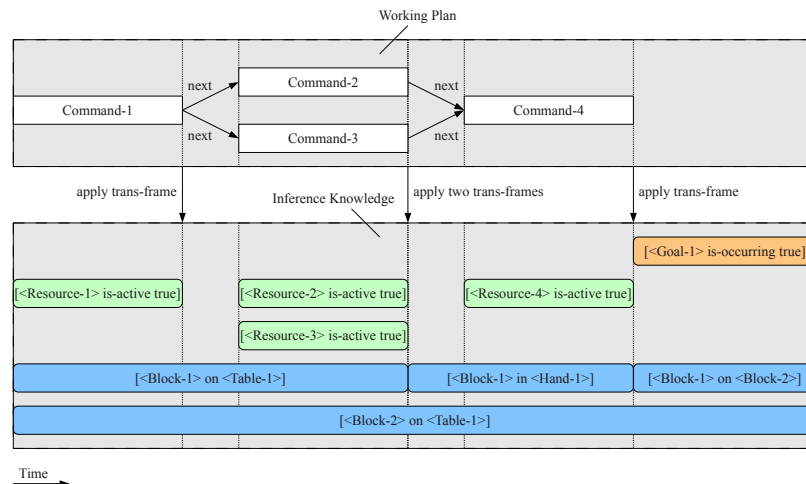 Working Plan
next
Command-2
next
Command-1
Command-4
next
Command-3
next
apply trans-frame
apply two trans-frames
apply trans-frame
Inference Knowledge
[<Goal-1> is-occurring true]
[<Resource-1> is-active true]
[<Resource-2> is-active true]
[<Resource-4> is-active true]
[<Resource-3> is-active true]
[<Block-1> on <Table-1>]
[<Block-1> in <Hand-1>]
[<Block-1> on <Block-2>]
[<Block-2> on <Table-1>]
Time